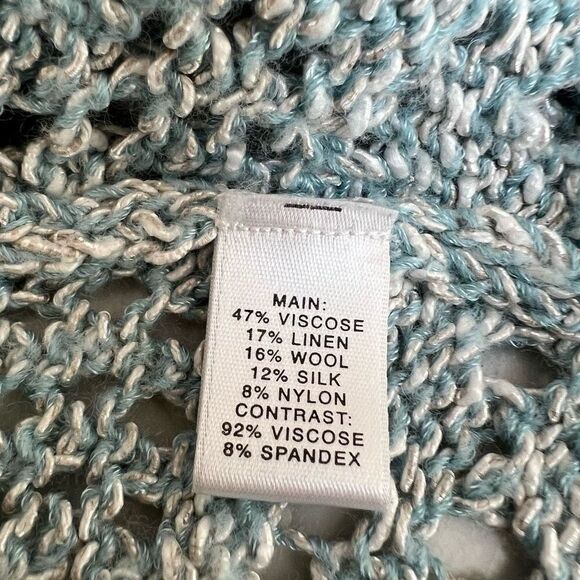 MAIN:
47% VISCOSE
17% LINEN
16% WOOL
12% SILK
8% NYLON
CONTRAST:
92% VISCOSE
8% SPANDEX